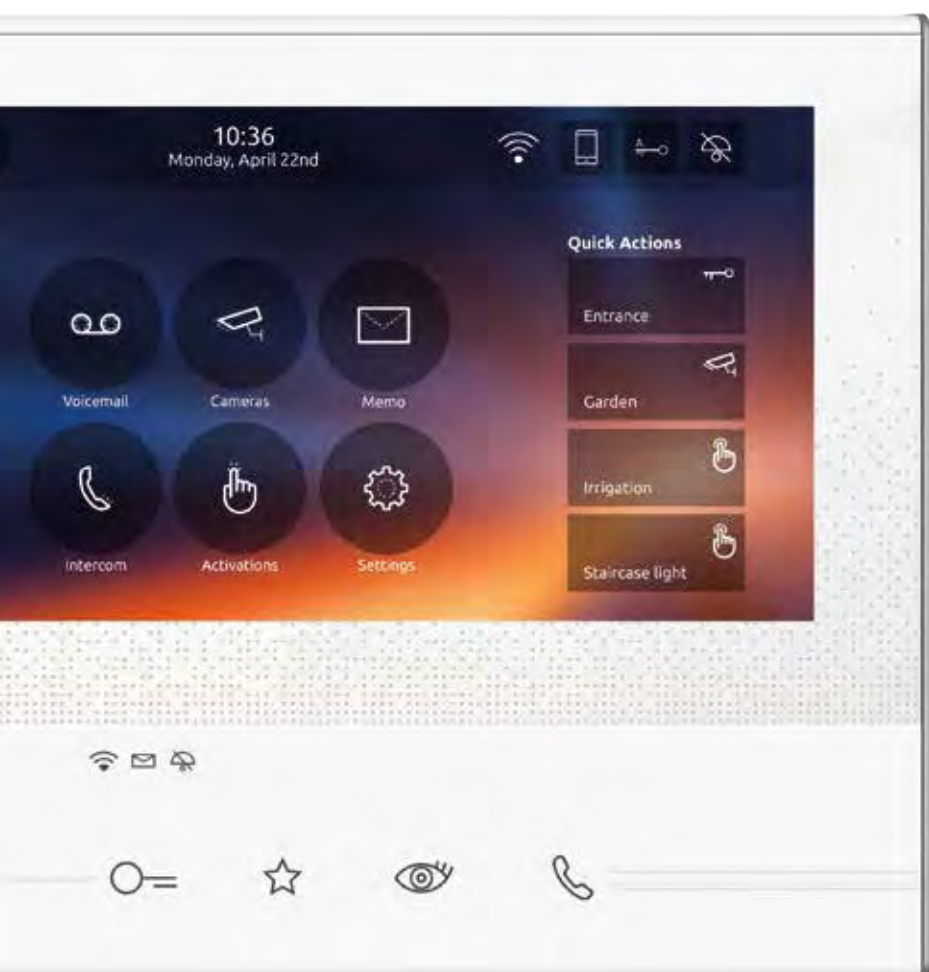 10:36
Monday, April 22nd
A
Quick Actions
Entrance
Garden
Irrigation
Staircase light
Voicemail
Cameras
Memo
Intercom
Activations
Settings